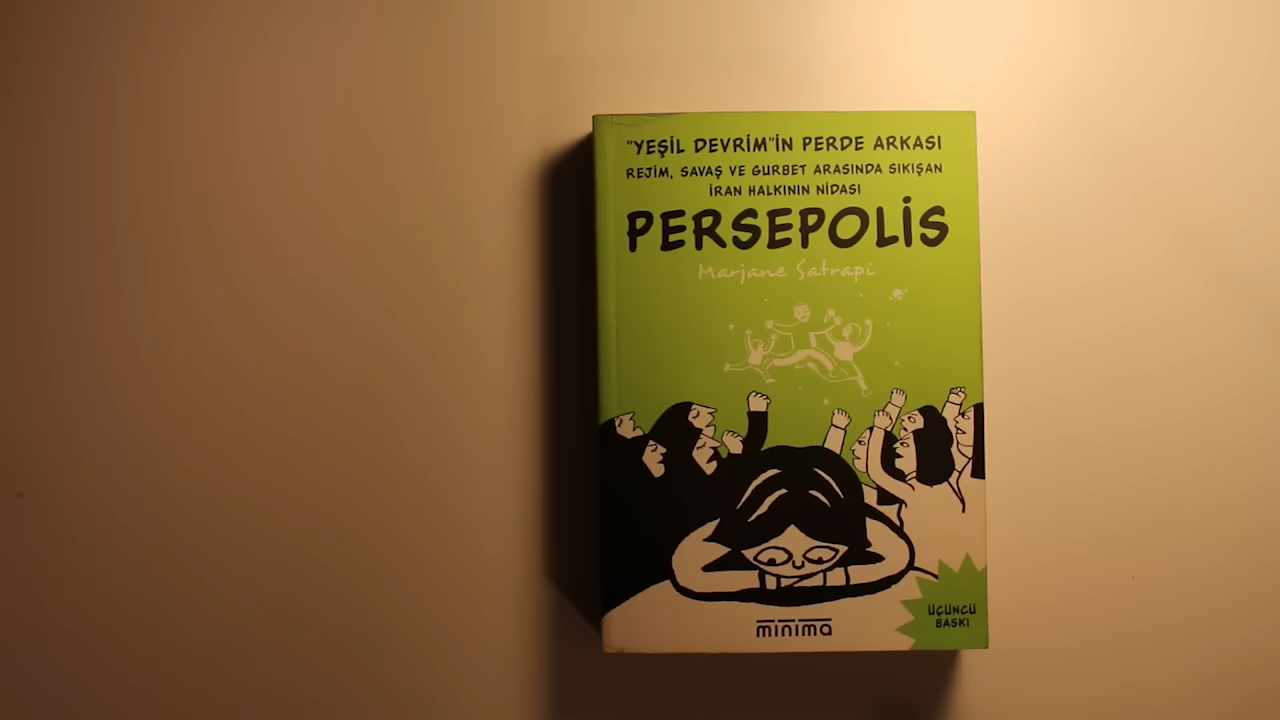 "YEŞİL DEVRİM"İN PERDE ARKASI
REJİM, SAVAŞ VE GURBET ARASINDA SIKIŞAN
İRAN HALKININ NİDASI
PERSEPOLİS
Marjane Satrapi
ÜÇÜNCÜ
BASKI
minima